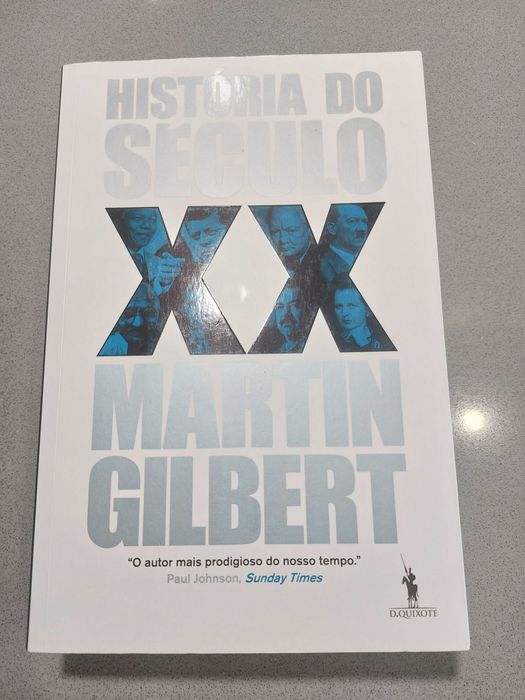 HISTÓRIA DO
SÉCULO
XX
MARTIN
GILBERT
“O autor mais prodigioso do nosso tempo.”
Paul Johnson, Sunday Times
D.QUIXOTE